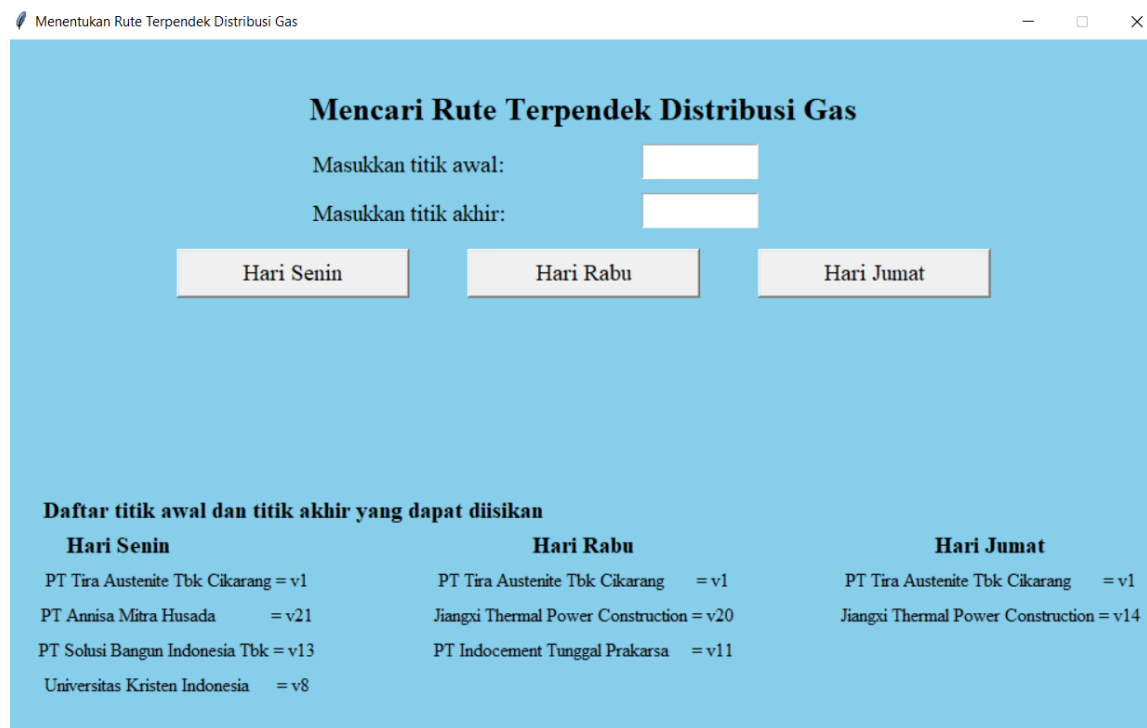 Menentukan Rute Terpendek Distribusi Gas
Mencari Rute Terpendek Distribusi Gas
Masukkan titik awal:
Masukkan titik akhir:
Hari Senin Hari Rabu Hari Jumat
Daftar titik awal dan titik akhir yang dapat diisikan
Hari Senin Hari Rabu Hari Jumat
PT Tira Austenite Tbk Cikarang = v1 PT Tira Austenite Tbk Cikarang = v1 PT Tira Austenite Tbk Cikarang = v1
PT Annisa Mitra Husada = v21 Jiangxi Thermal Power Construction = v20 Jiangxi Thermal Power Construction = v14
PT Solusi Bangun Indonesia Tbk = v13 PT Indocement Tunggal Prakarsa = v11
Universitas Kristen Indonesia = v8